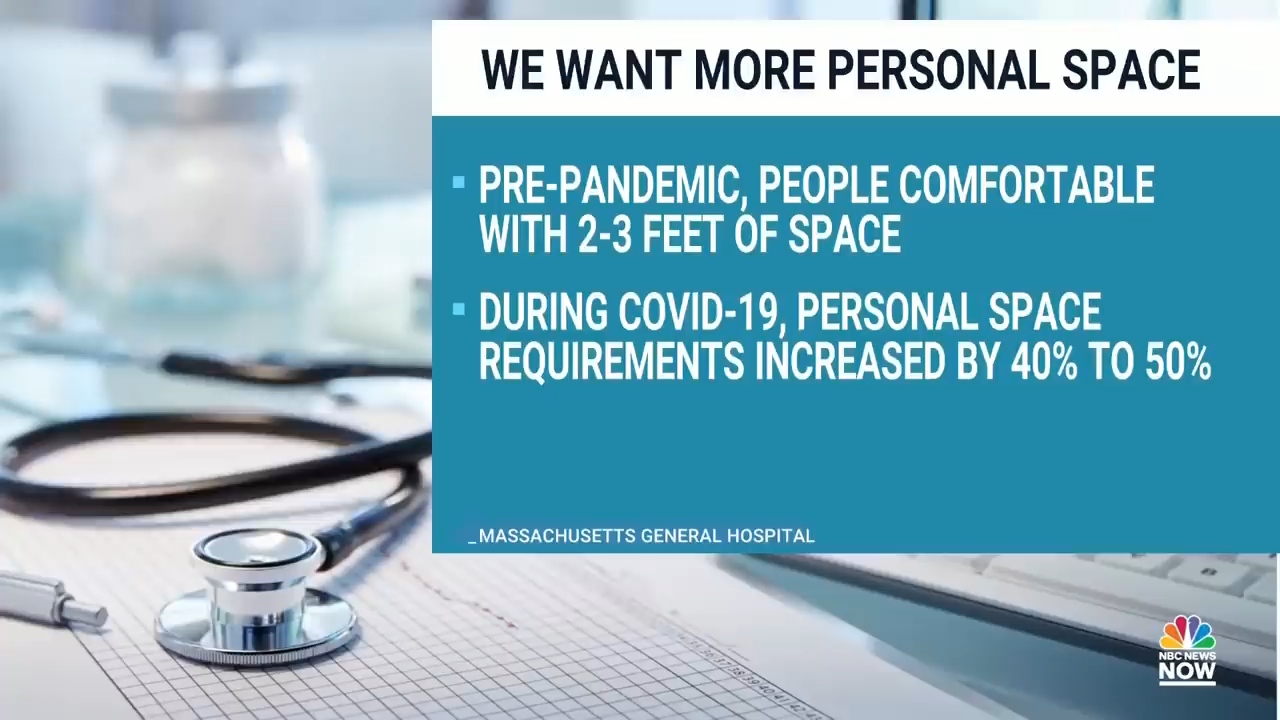 WE WANT MORE PERSONAL SPACE
▪ PRE-PANDEMIC, PEOPLE COMFORTABLE
WITH 2-3 FEET OF SPACE
▪ DURING COVID-19, PERSONAL SPACE
REQUIREMENTS INCREASED BY 40% TO 50%
_MASSACHUSETTS GENERAL HOSPITAL
NBC NEWS
NOW